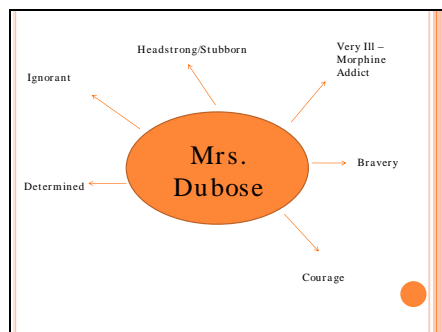 Headstrong/Stubborn
Very Ill –
Morphine
Addict
Ignorant
Mrs.
Dubose
Bravery
Determined
Courage